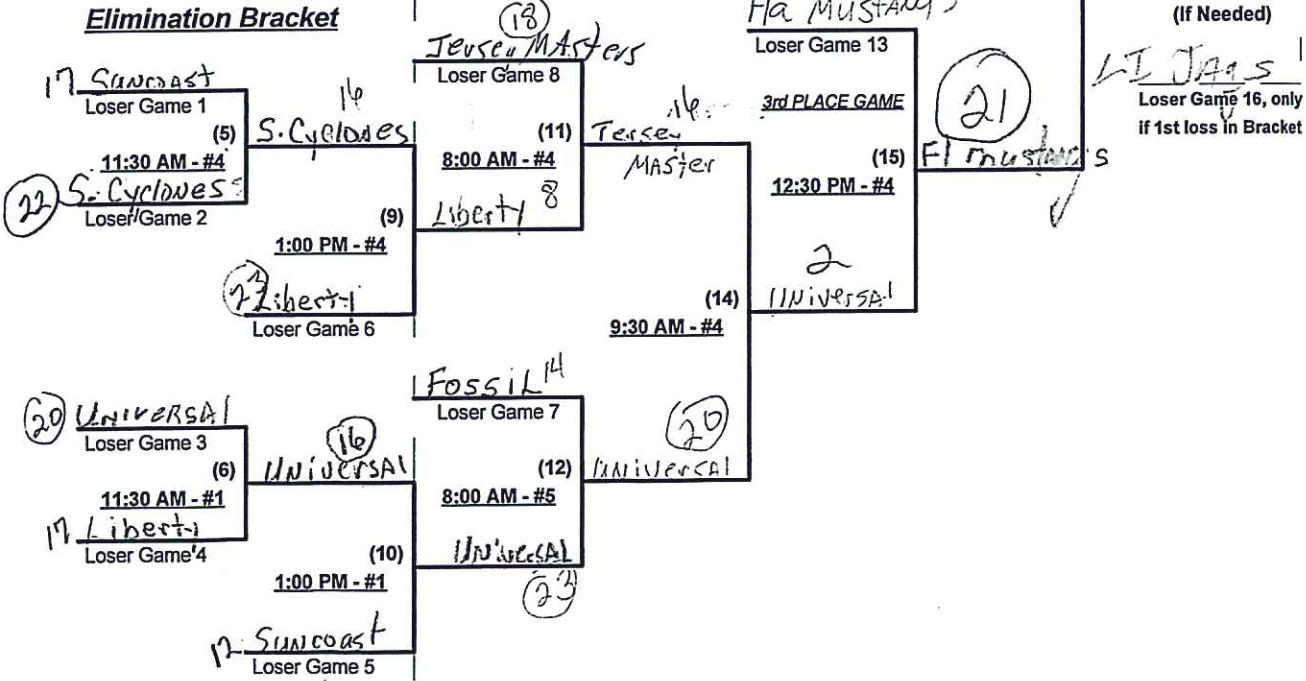 Elimination Bracket
18
Jersey MAsters
Loser Game 8
Fla MUSTANgs
Loser Game 13
(If Needed)
LI JAgs
Loser Game 16, only
if 1st loss in Bracket
17 SUNCOAST
Loser Game 1
(5)
11:30 AM - #4
22 S. CyclONES
Loser Game 2
16
S. CyclONES
(9)
1:00 PM - #4
23 Liberty
Loser Game 6
(11)
8:00 AM - #4
Liberty 8
16
Jersey
MASter
3rd PLACE GAME
(15)
12:30 PM - #4
21
Fl mustangs
(14)
9:30 AM - #4
2
UNiversAl
20 UNIVERSAl
Loser Game 3
(6)
11:30 AM - #1
17 Liberty
Loser Game 4
16
UNiversAl
(10)
1:00 PM - #1
12 SUNcoast
Loser Game 5
FossiL 14
Loser Game 7
(12)
8:00 AM - #5
UNiveCSAL
23
20
UNiverSAl